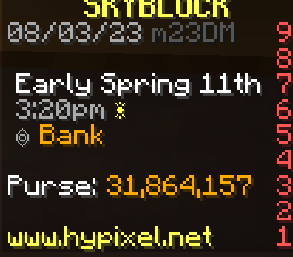 SKYBLOCK
08/03/23 m23DM 9
8
Early Spring 11th 7
3:20pm ☀ 6
⏣ Bank 5
4
Purse: 31,864,157 3
2
www.hypixel.net 1